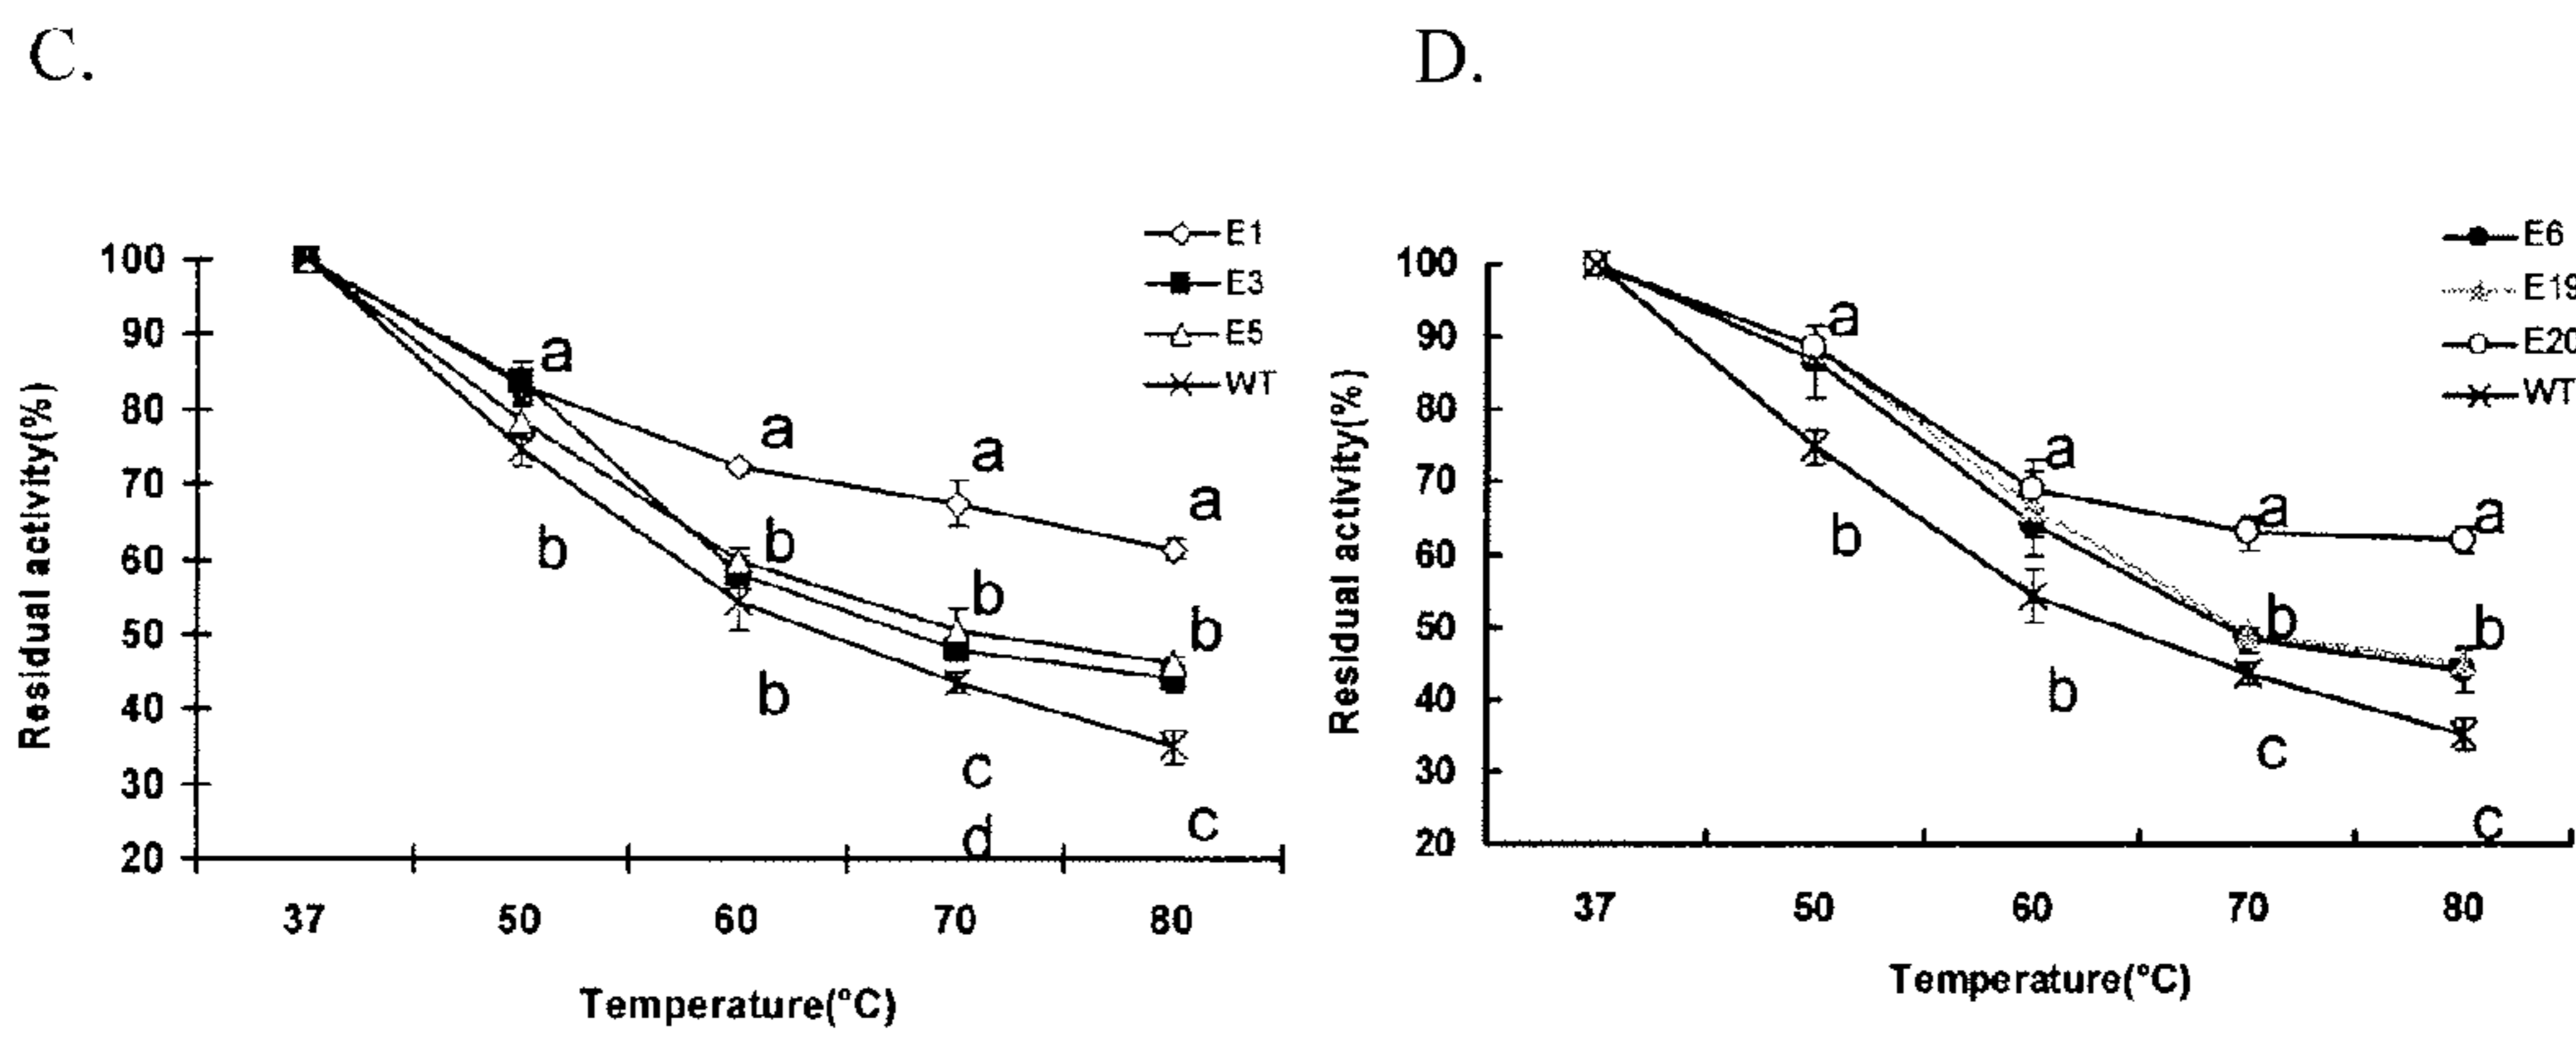 C.
Residual activity(%)
100
90
80
70
60
50
40
30
20
37 50 60 70 80
Temperature(°C)
E1
E3
E5
WT
a
a
a
a
b
b
b
b
b
c
d
c
D.
Residual activity(%)
100
90
80
70
60
50
40
30
20
37 50 60 70 80
Temperature(°C)
E6
E19
E20
WT
a
a
a
a
b
b
b
b
c
c